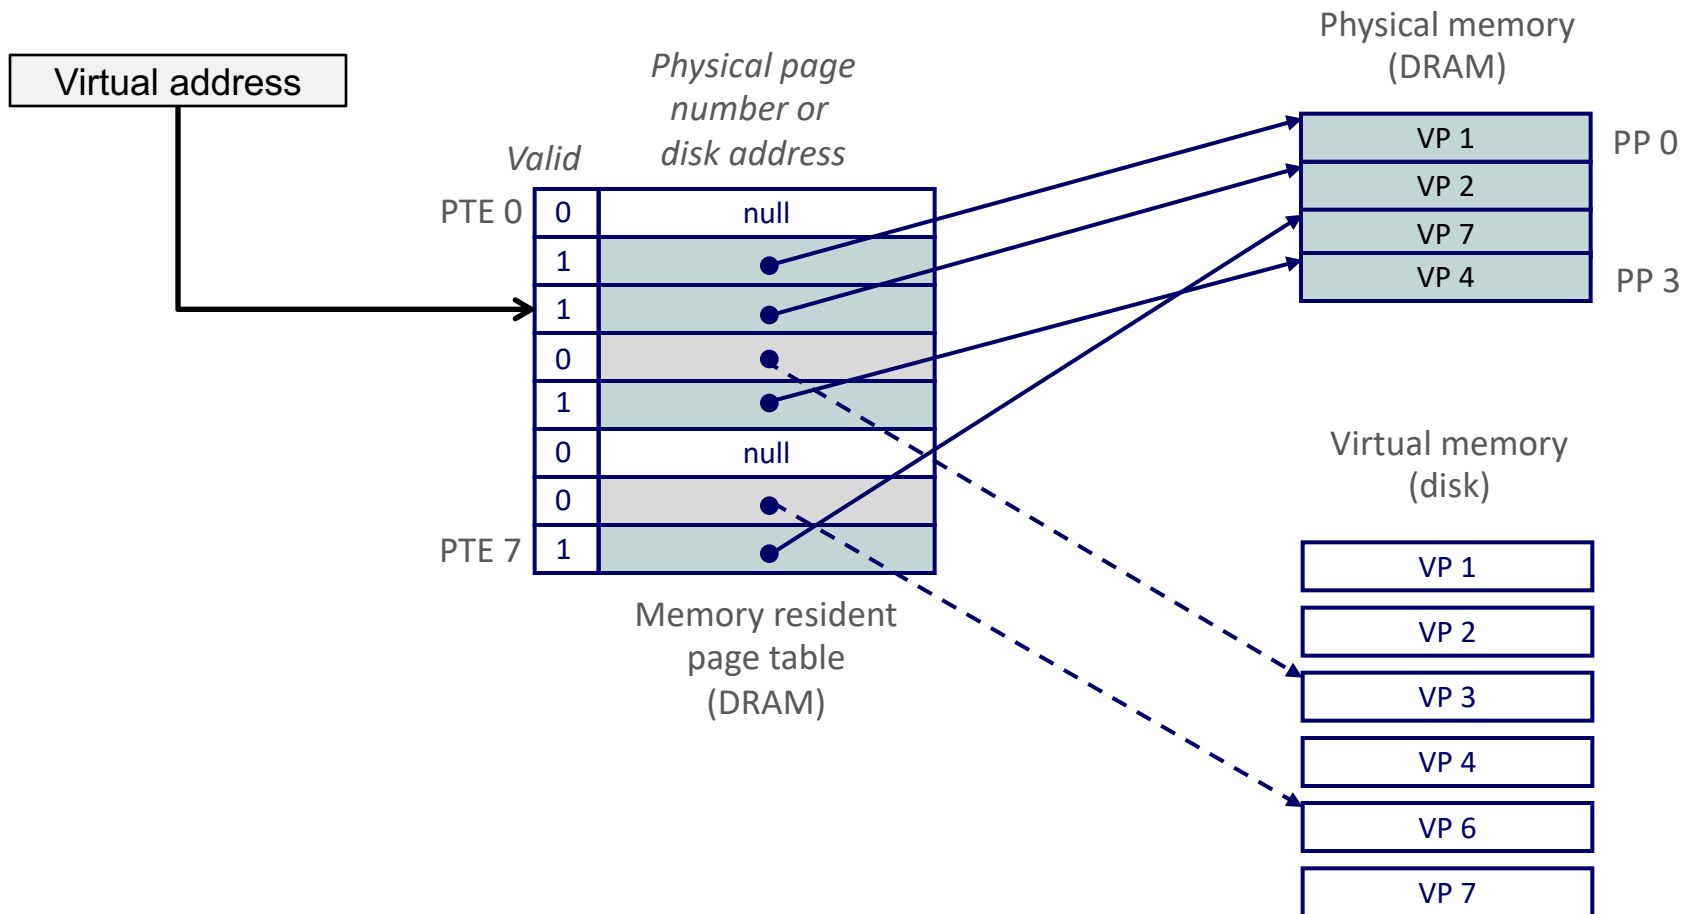 Virtual address
Physical page
number or
disk address
Valid
PTE 0
0
null
1
1
0
1
0
null
0
PTE 7
1
Memory resident
page table
(DRAM)
Physical memory
(DRAM)
VP 1
PP 0
VP 2
VP 7
VP 4
PP 3
Virtual memory
(disk)
VP 1
VP 2
VP 3
VP 4
VP 6
VP 7